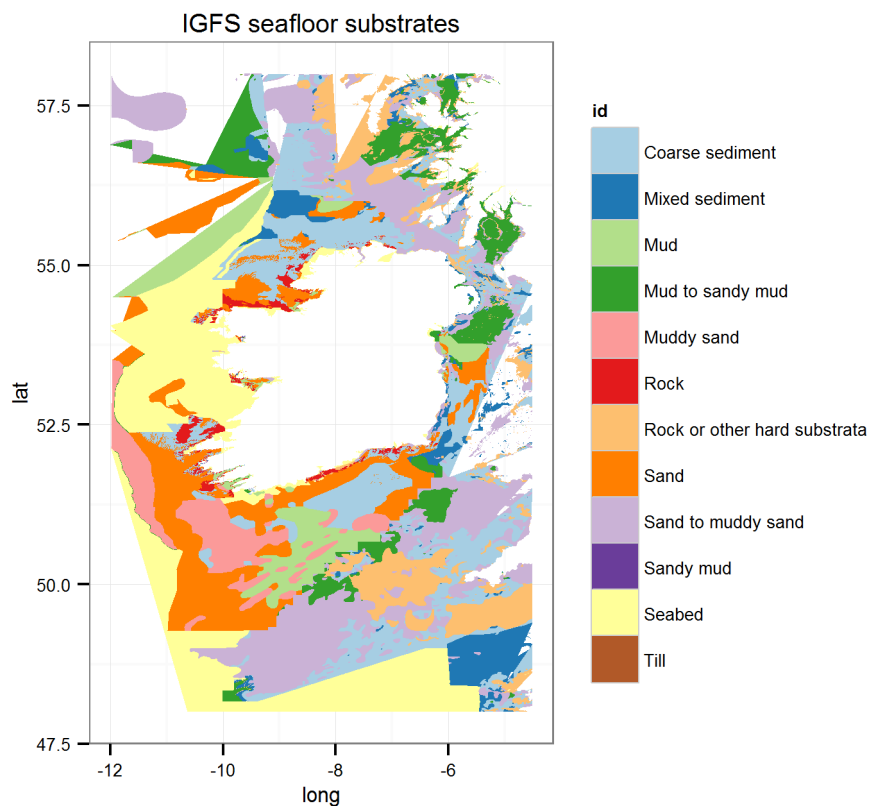 IGFS seafloor substrates
57.5
55.0
52.5
50.0
47.5
lat
-12
-10
-8
-6
long
id
Coarse sediment
Mixed sediment
Mud
Mud to sandy mud
Muddy sand
Rock
Rock or other hard substrata
Sand
Sand to muddy sand
Sandy mud
Seabed
Till